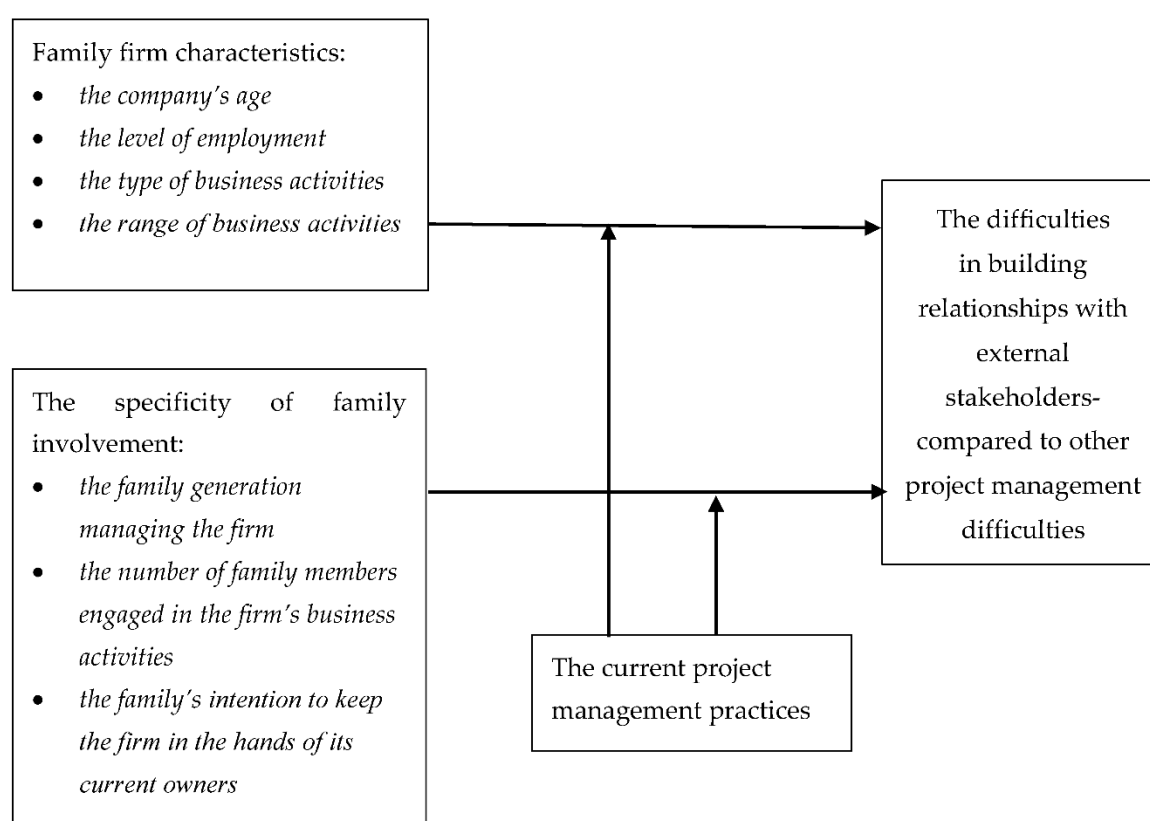 Family firm characteristics:
• the company’s age
• the level of employment
• the type of business activities
• the range of business activities
The specificity of family
involvement:
• the family generation
managing the firm
• the number of family members
engaged in the firm’s business
activities
• the family’s intention to keep
the firm in the hands of its
current owners
The current project
management practices
The difficulties
in building
relationships with
external
stakeholders-
compared to other
project management
difficulties